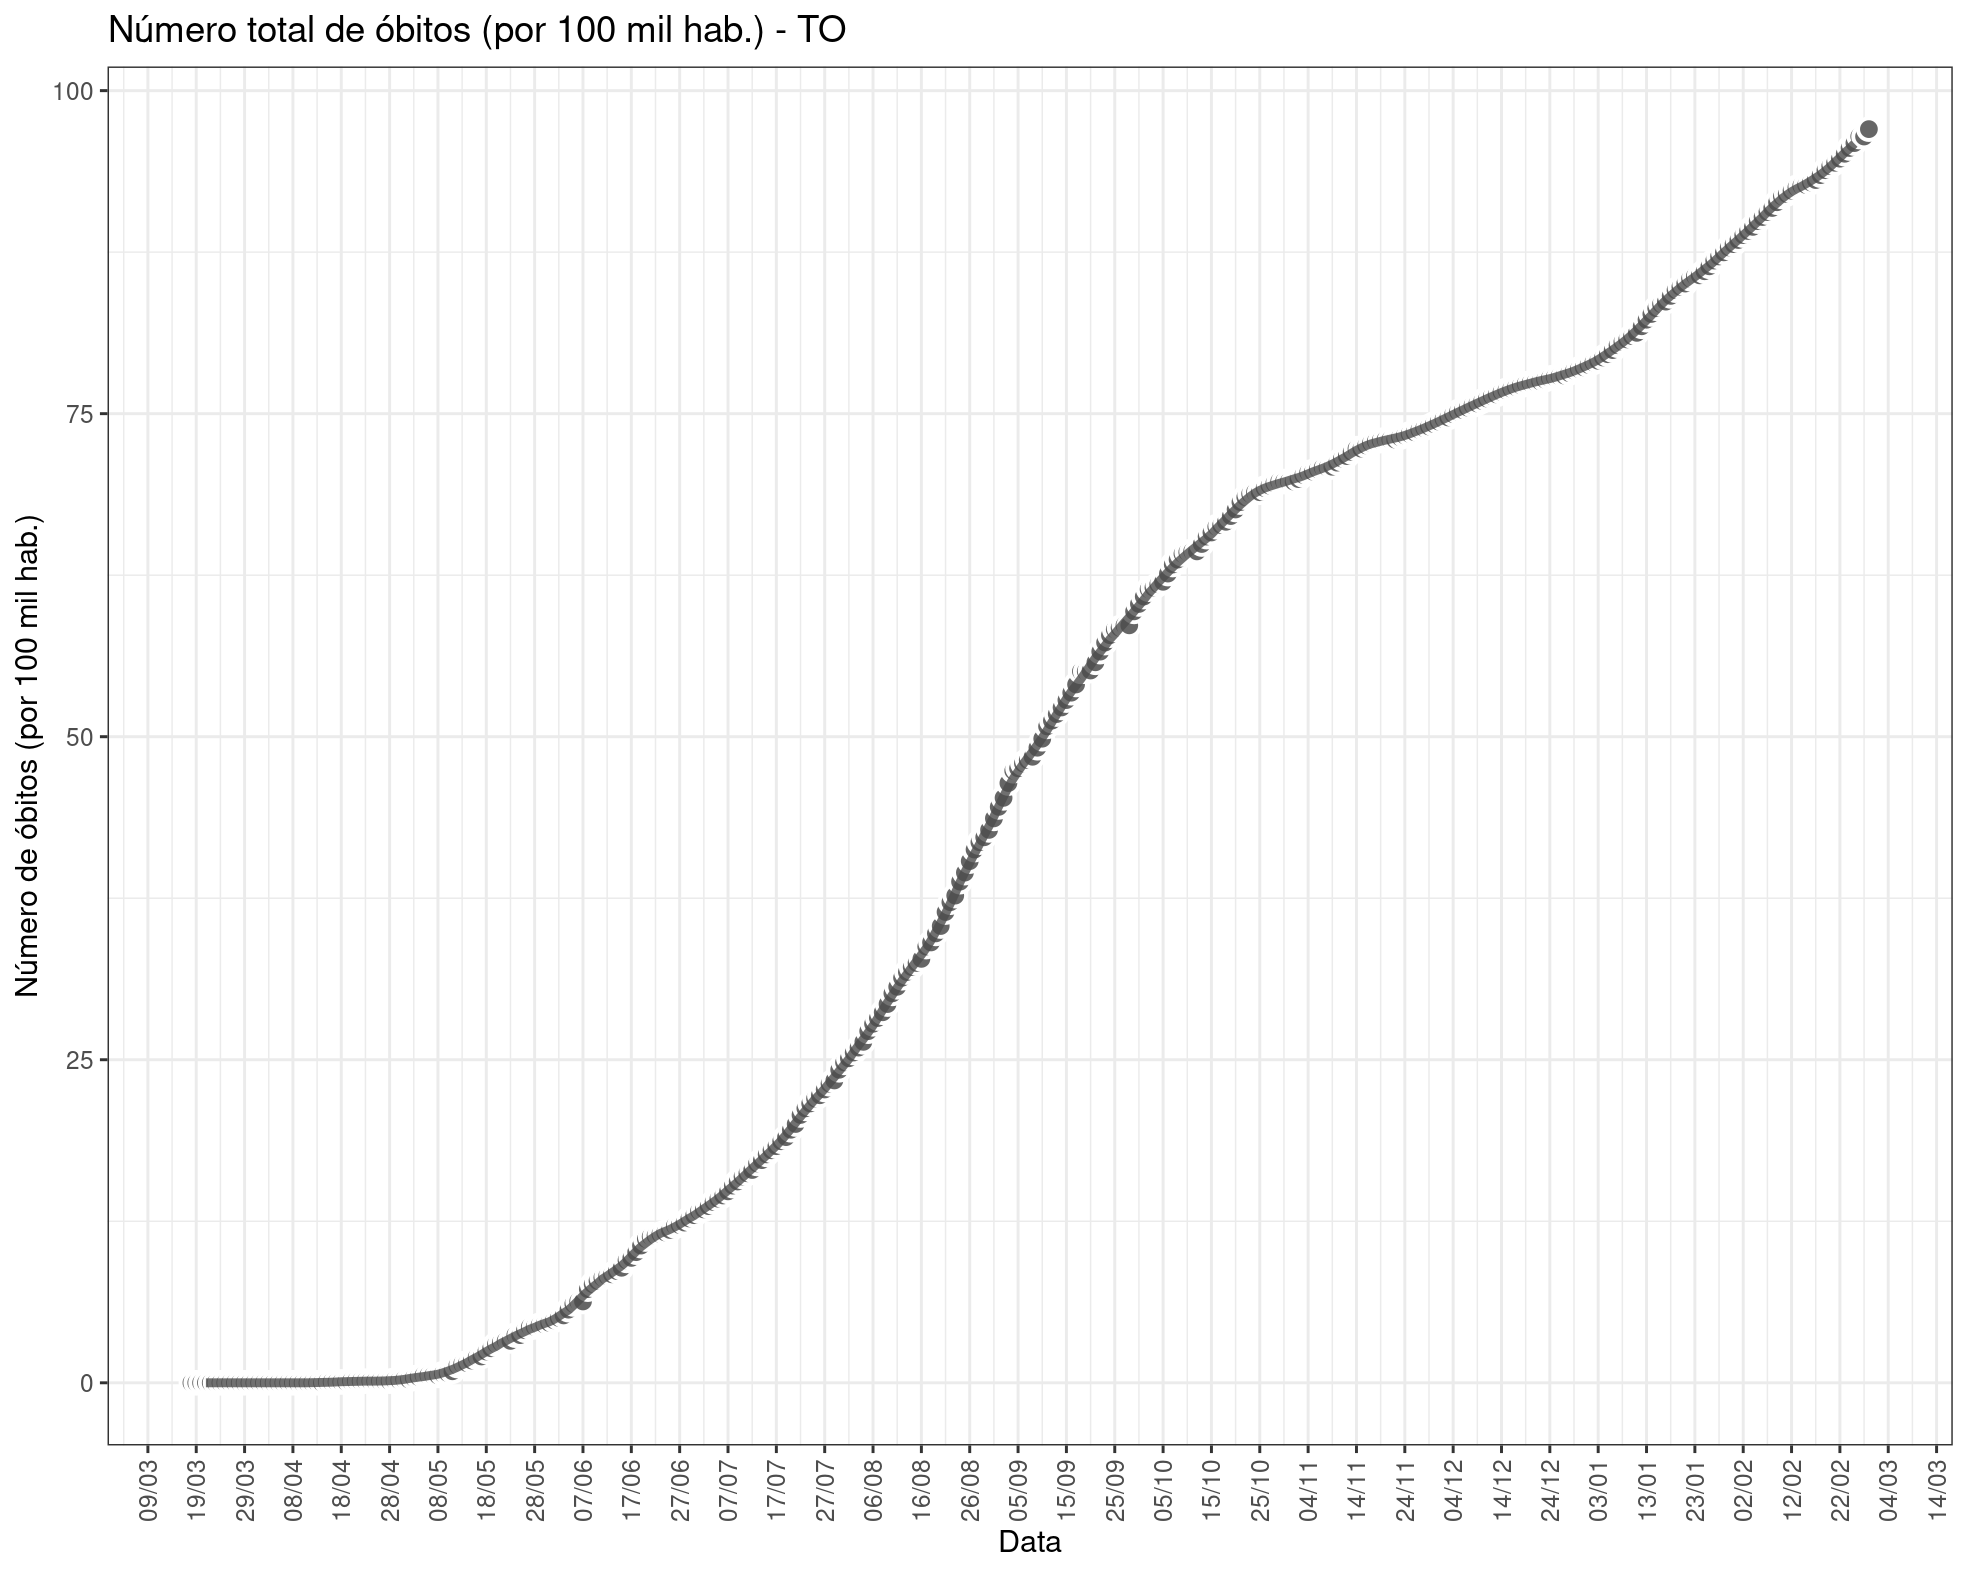 Número total de óbitos (por 100 mil hab.) - TO
Número de óbitos (por 100 mil hab.)
100
75
50
25
0
09/03 19/03 29/03 08/04 18/04 28/04 08/05 18/05 28/05 07/06 17/06 27/06 07/07 17/07 27/07 06/08 16/08 26/08 05/09 15/09 25/09 05/10 15/10 25/10 04/11 14/11 24/11 04/12 14/12 24/12 03/01 13/01 23/01 02/02 12/02 22/02 04/03 14/03
Data